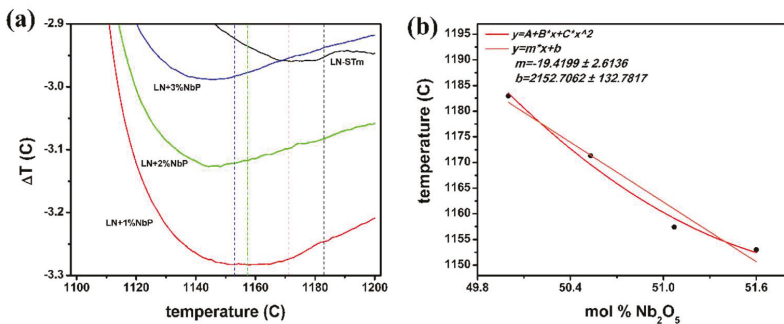 (a)
-2.9
-3.0
-3.1
-3.2
-3.3
ΔT (C)
LN-STm
LN+3%NbP
LN+2%NbP
LN+1%NbP
1100 1120 1140 1160 1180 1200
temperature (C)
(b)
1195
1190
1185
1180
1175
1170
1165
1160
1155
1150
temperature (C)
y=A+B*x+C*x^2
y=m*x+b
m=-19.4199 ± 2.6136
b=2152.7062 ± 132.7817
49.8 50.4 51.0 51.6
mol % Nb₂O₅